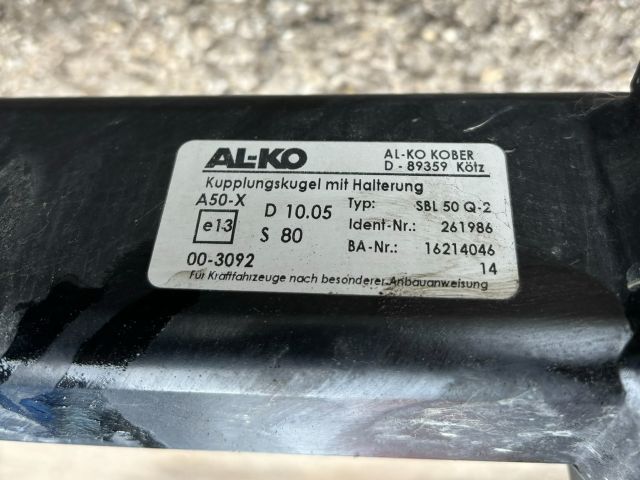 AL-KO
AL-KO KOBER
D - 89359 Kötz
Kupplungskugel mit Halterung
A50-X D 10.05 Typ: SBL 50 Q-2
e13 S 80 Ident-Nr.: 261986
BA-Nr.: 16214046
00-3092 14
Für Kraftfahrzeuge nach besonderer Anbauanweisung